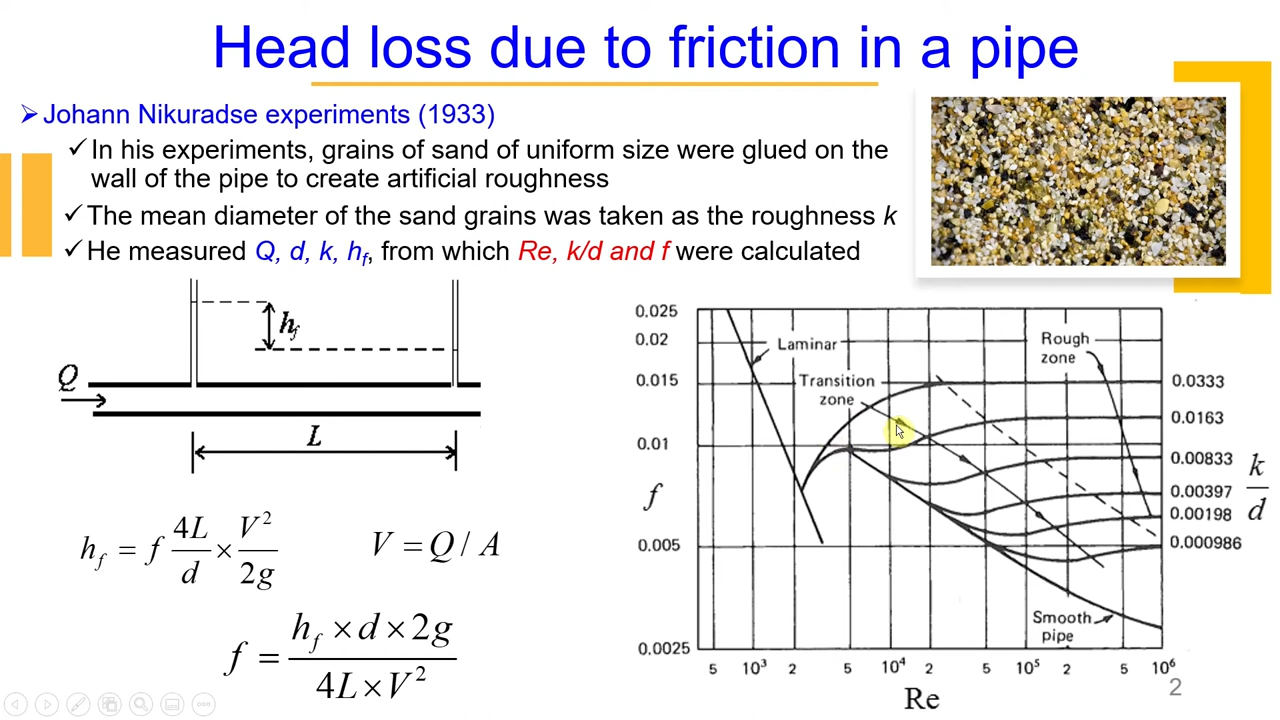 Head loss due to friction in a pipe
➢ Johann Nikuradse experiments (1933)
✓ In his experiments, grains of sand of uniform size were glued on the
wall of the pipe to create artificial roughness
✓ The mean diameter of the sand grains was taken as the roughness k
✓ He measured Q, d, k, h_f, from which Re, k/d and f were calculated
h_f
Q
L
h_f = f 4L/d × V²/2g
V = Q / A
f = (h_f × d × 2g)/(4L × V²)
0.025
0.02
0.015
0.01
f
0.005
0.0025
Laminar
Transition
zone
Rough
zone
Smooth
pipe
0.0333
0.0163
0.00833
0.00397
0.00198
0.000986
k/d
5 10³ 2 5 10⁴ 2 5 10⁵ 2 5 10⁶
Re
2